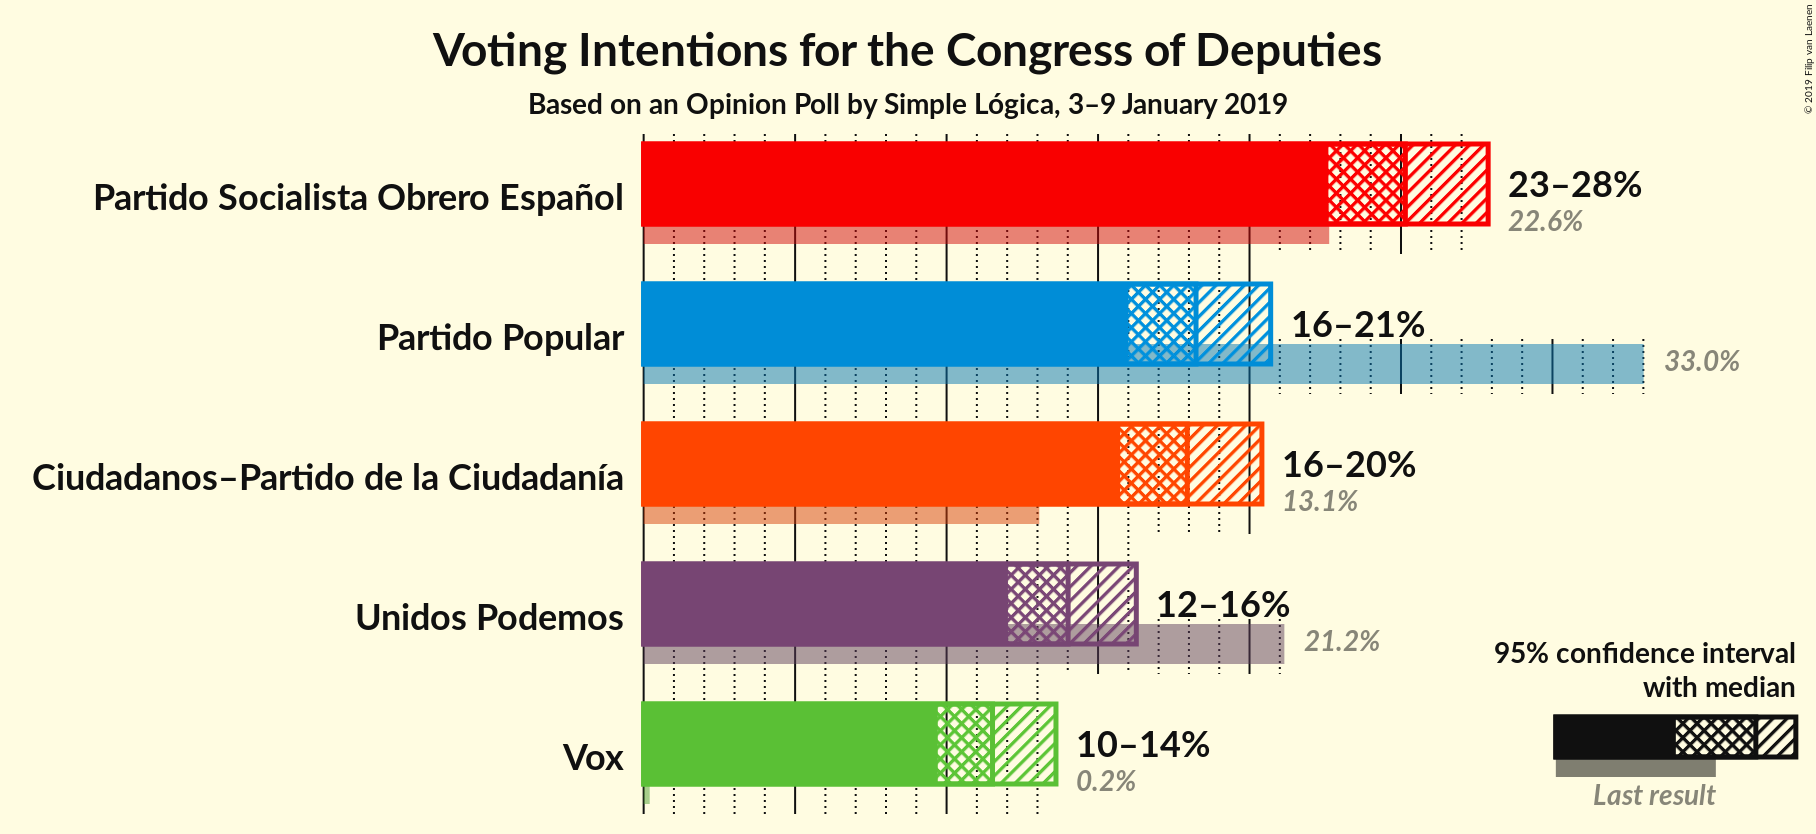 Voting Intentions for the Congress of Deputies
Based on an Opinion Poll by Simple Lógica, 3–9 January 2019
© 2019 Filip van Laenen
Partido Socialista Obrero Español
23–28%
22.6%
Partido Popular
16–21%
33.0%
Ciudadanos–Partido de la Ciudadanía
16–20%
13.1%
Unidos Podemos
12–16%
21.2%
Vox
10–14%
0.2%
95% confidence interval
with median
Last result